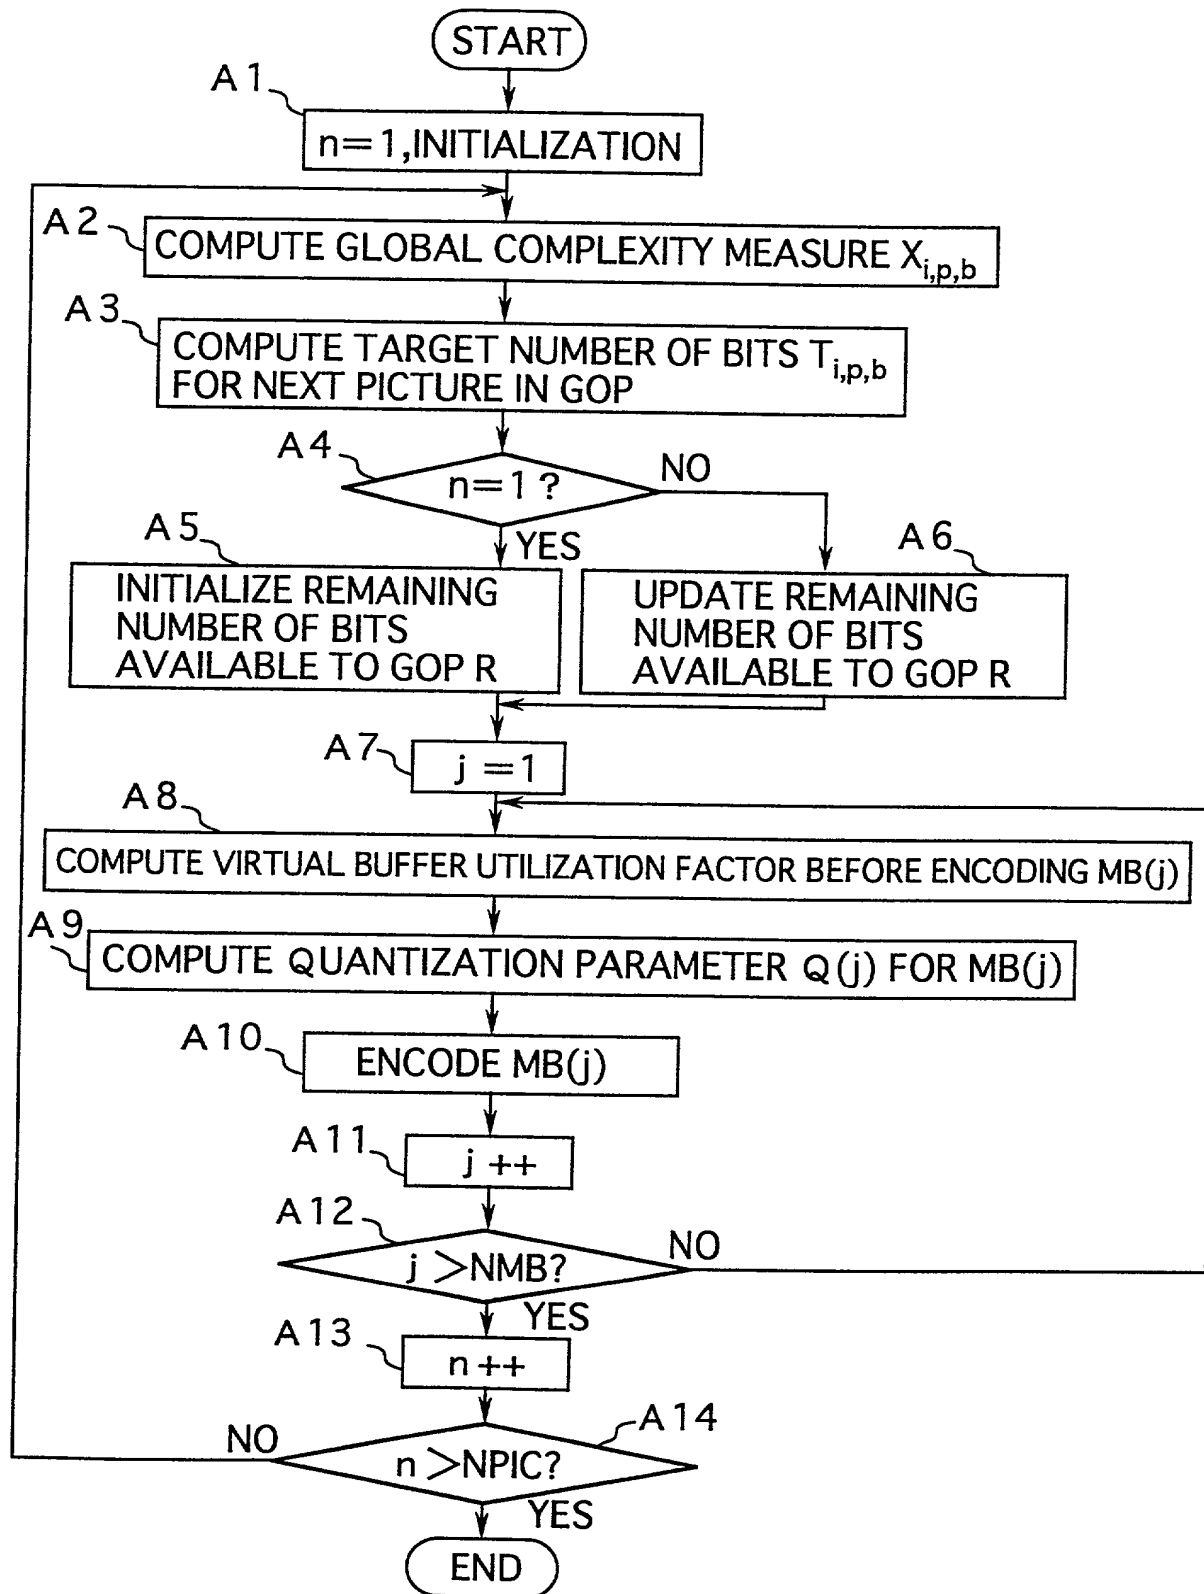 START
A1
n=1,INITIALIZATION
A2
COMPUTE GLOBAL COMPLEXITY MEASURE Xi,p,b
A3
COMPUTE TARGET NUMBER OF BITS Ti,p,b
FOR NEXT PICTURE IN GOP
A4
n=1?
NO
YES
A5
INITIALIZE REMAINING
NUMBER OF BITS
AVAILABLE TO GOP R
A6
UPDATE REMAINING
NUMBER OF BITS
AVAILABLE TO GOP R
A7
j=1
A8
COMPUTE VIRTUAL BUFFER UTILIZATION FACTOR BEFORE ENCODING MB(j)
A9
COMPUTE QUANTIZATION PARAMETER Q(j) FOR MB(j)
A10
ENCODE MB(j)
A11
j++
A12
j>NMB?
NO
YES
A13
n++
A14
n>NPIC?
NO
YES
END